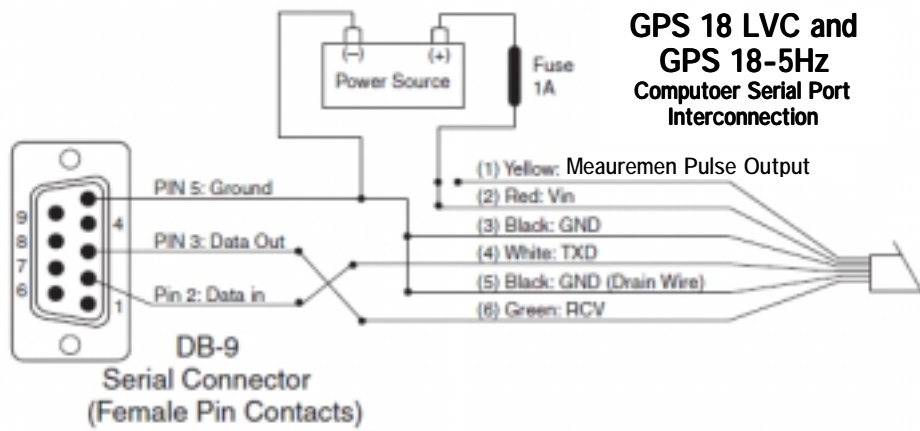 GPS 18 LVC and
GPS 18-5Hz
Computoer Serial Port
Interconnection
(–) (+)
Power Source
Fuse
1A
(1) Yellow: Meauremen Pulse Output
(2) Red: Vin
(3) Black: GND
(4) White: TXD
(5) Black: GND (Drain Wire)
(6) Green: RCV
PIN 5: Ground
PIN 3: Data Out
Pin 2: Data in
9
8
7
6
4
1
DB-9
Serial Connector
(Female Pin Contacts)